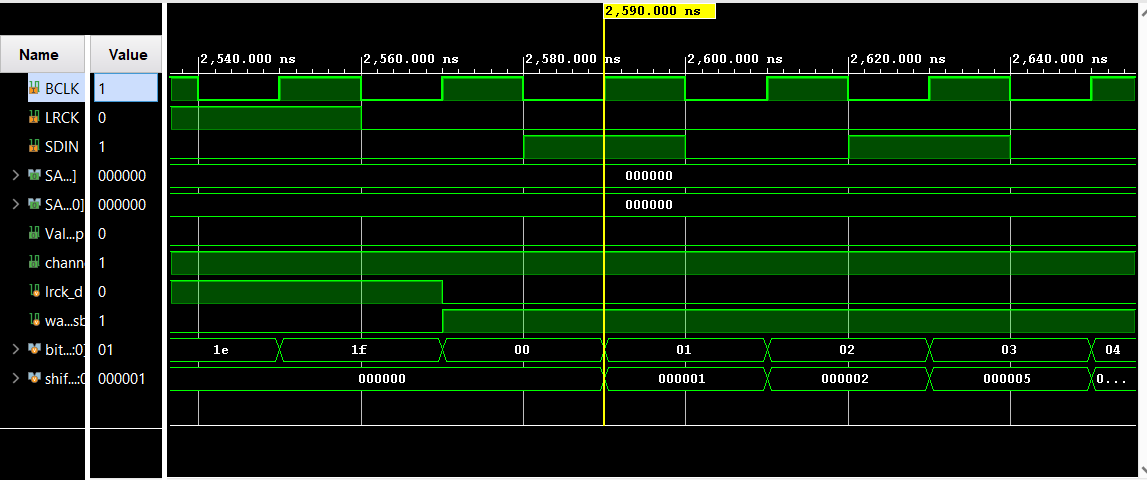 2,590.000 ns
Name Value
2,540.000 ns 2,560.000 ns 2,580.000 ns 2,600.000 ns 2,620.000 ns 2,640.000 ns
BCLK 1
LRCK 0
SDIN 1
SA...] 000000 000000
SA...0] 000000 000000
Val...p 0
chann 1
lrck_d 0
wa...sb 1
bit...:0] 01 1e 1f 00 01 02 03 04
shif...:0 000001 000000 000001 000002 000005 0...